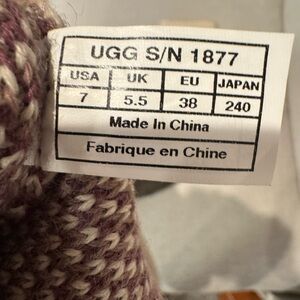 UGG S/N 1877
USA UK EU JAPAN
7 5.5 38 240
Made In China
Fabrique en Chine